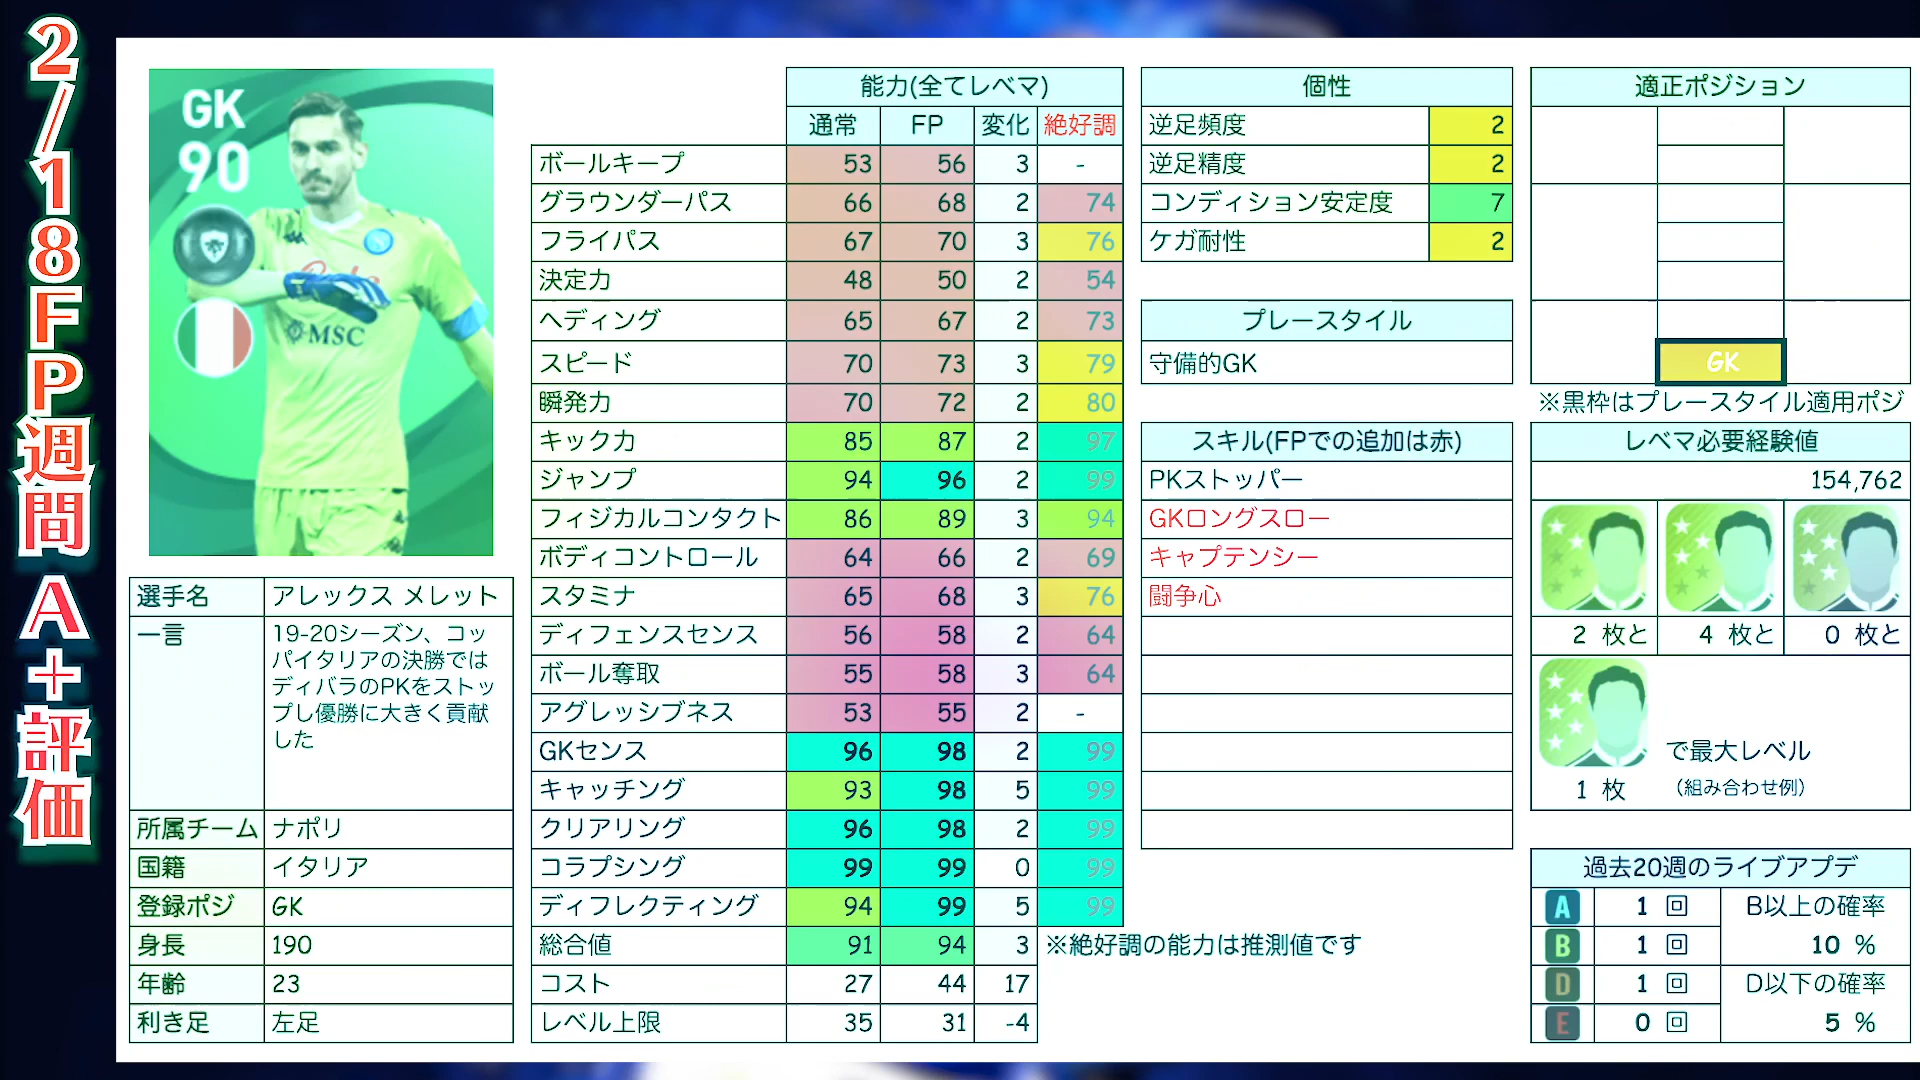 2/18FP週間 A+評価
GK
90
MSC
選手名 アレックス メレット
一言 19-20シーズン、コッ
パイタリアの決勝では
ディバラのPKをストッ
プし優勝に大きく貢献
した
所属チーム ナポリ
国籍 イタリア
登録ポジ GK
身長 190
年齢 23
利き足 左足
能力(全てレベマ)
通常 FP 変化 絶好調
ボールキープ 53 56 3 -
グラウンダーパス 66 68 2 74
フライパス 67 70 3 76
決定力 48 50 2 54
ヘディング 65 67 2 73
スピード 70 73 3 79
瞬発力 70 72 2 80
キック力 85 87 2 97
ジャンプ 94 96 2 99
フィジカルコンタクト 86 89 3 94
ボディコントロール 64 66 2 69
スタミナ 65 68 3 76
ディフェンスセンス 56 58 2 64
ボール奪取 55 58 3 64
アグレッシブネス 53 55 2 -
GKセンス 96 98 2 99
キャッチング 93 98 5 99
クリアリング 96 98 2 99
コラプシング 99 99 0 99
ディフレクティング 94 99 5 99
総合値 91 94 3 ※絶好調の能力は推測値です
コスト 27 44 17
レベル上限 35 31 -4
個性
逆足頻度 2
逆足精度 2
コンディション安定度 7
ケガ耐性 2
プレースタイル
守備的GK
スキル(FPでの追加は赤)
PKストッパー
GKロングスロー
キャプテンシー
闘争心
適正ポジション
GK
※黒枠はプレースタイル適用ポジ
レベマ必要経験値
154,762
2 枚と 4 枚と 0 枚と
で最大レベル
1 枚 (組み合わせ例)
過去20週のライブアプデ
A 1 回 B以上の確率
B 1 回 10 %
D 1 回 D以下の確率
E 0 回 5 %